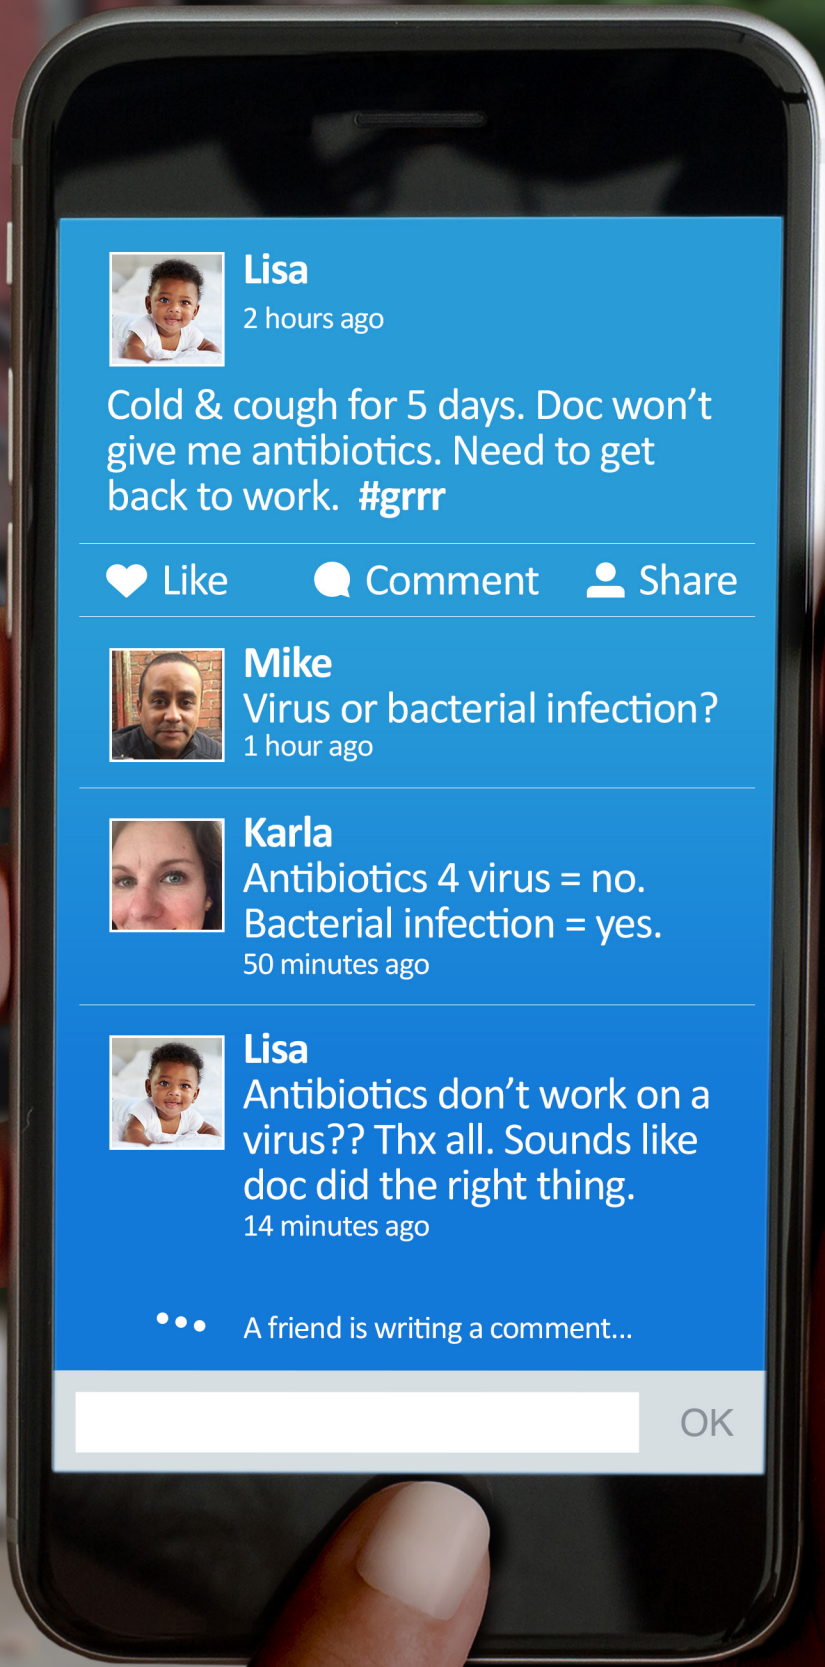 Lisa
2 hours ago
Cold & cough for 5 days. Doc won't
give me antibiotics. Need to get
back to work. #grrr
Like Comment Share
Mike
Virus or bacterial infection?
1 hour ago
Karla
Antibiotics 4 virus = no.
Bacterial infection = yes.
50 minutes ago
Lisa
Antibiotics don't work on a
virus?? Thx all. Sounds like
doc did the right thing.
14 minutes ago
A friend is writing a comment...
OK